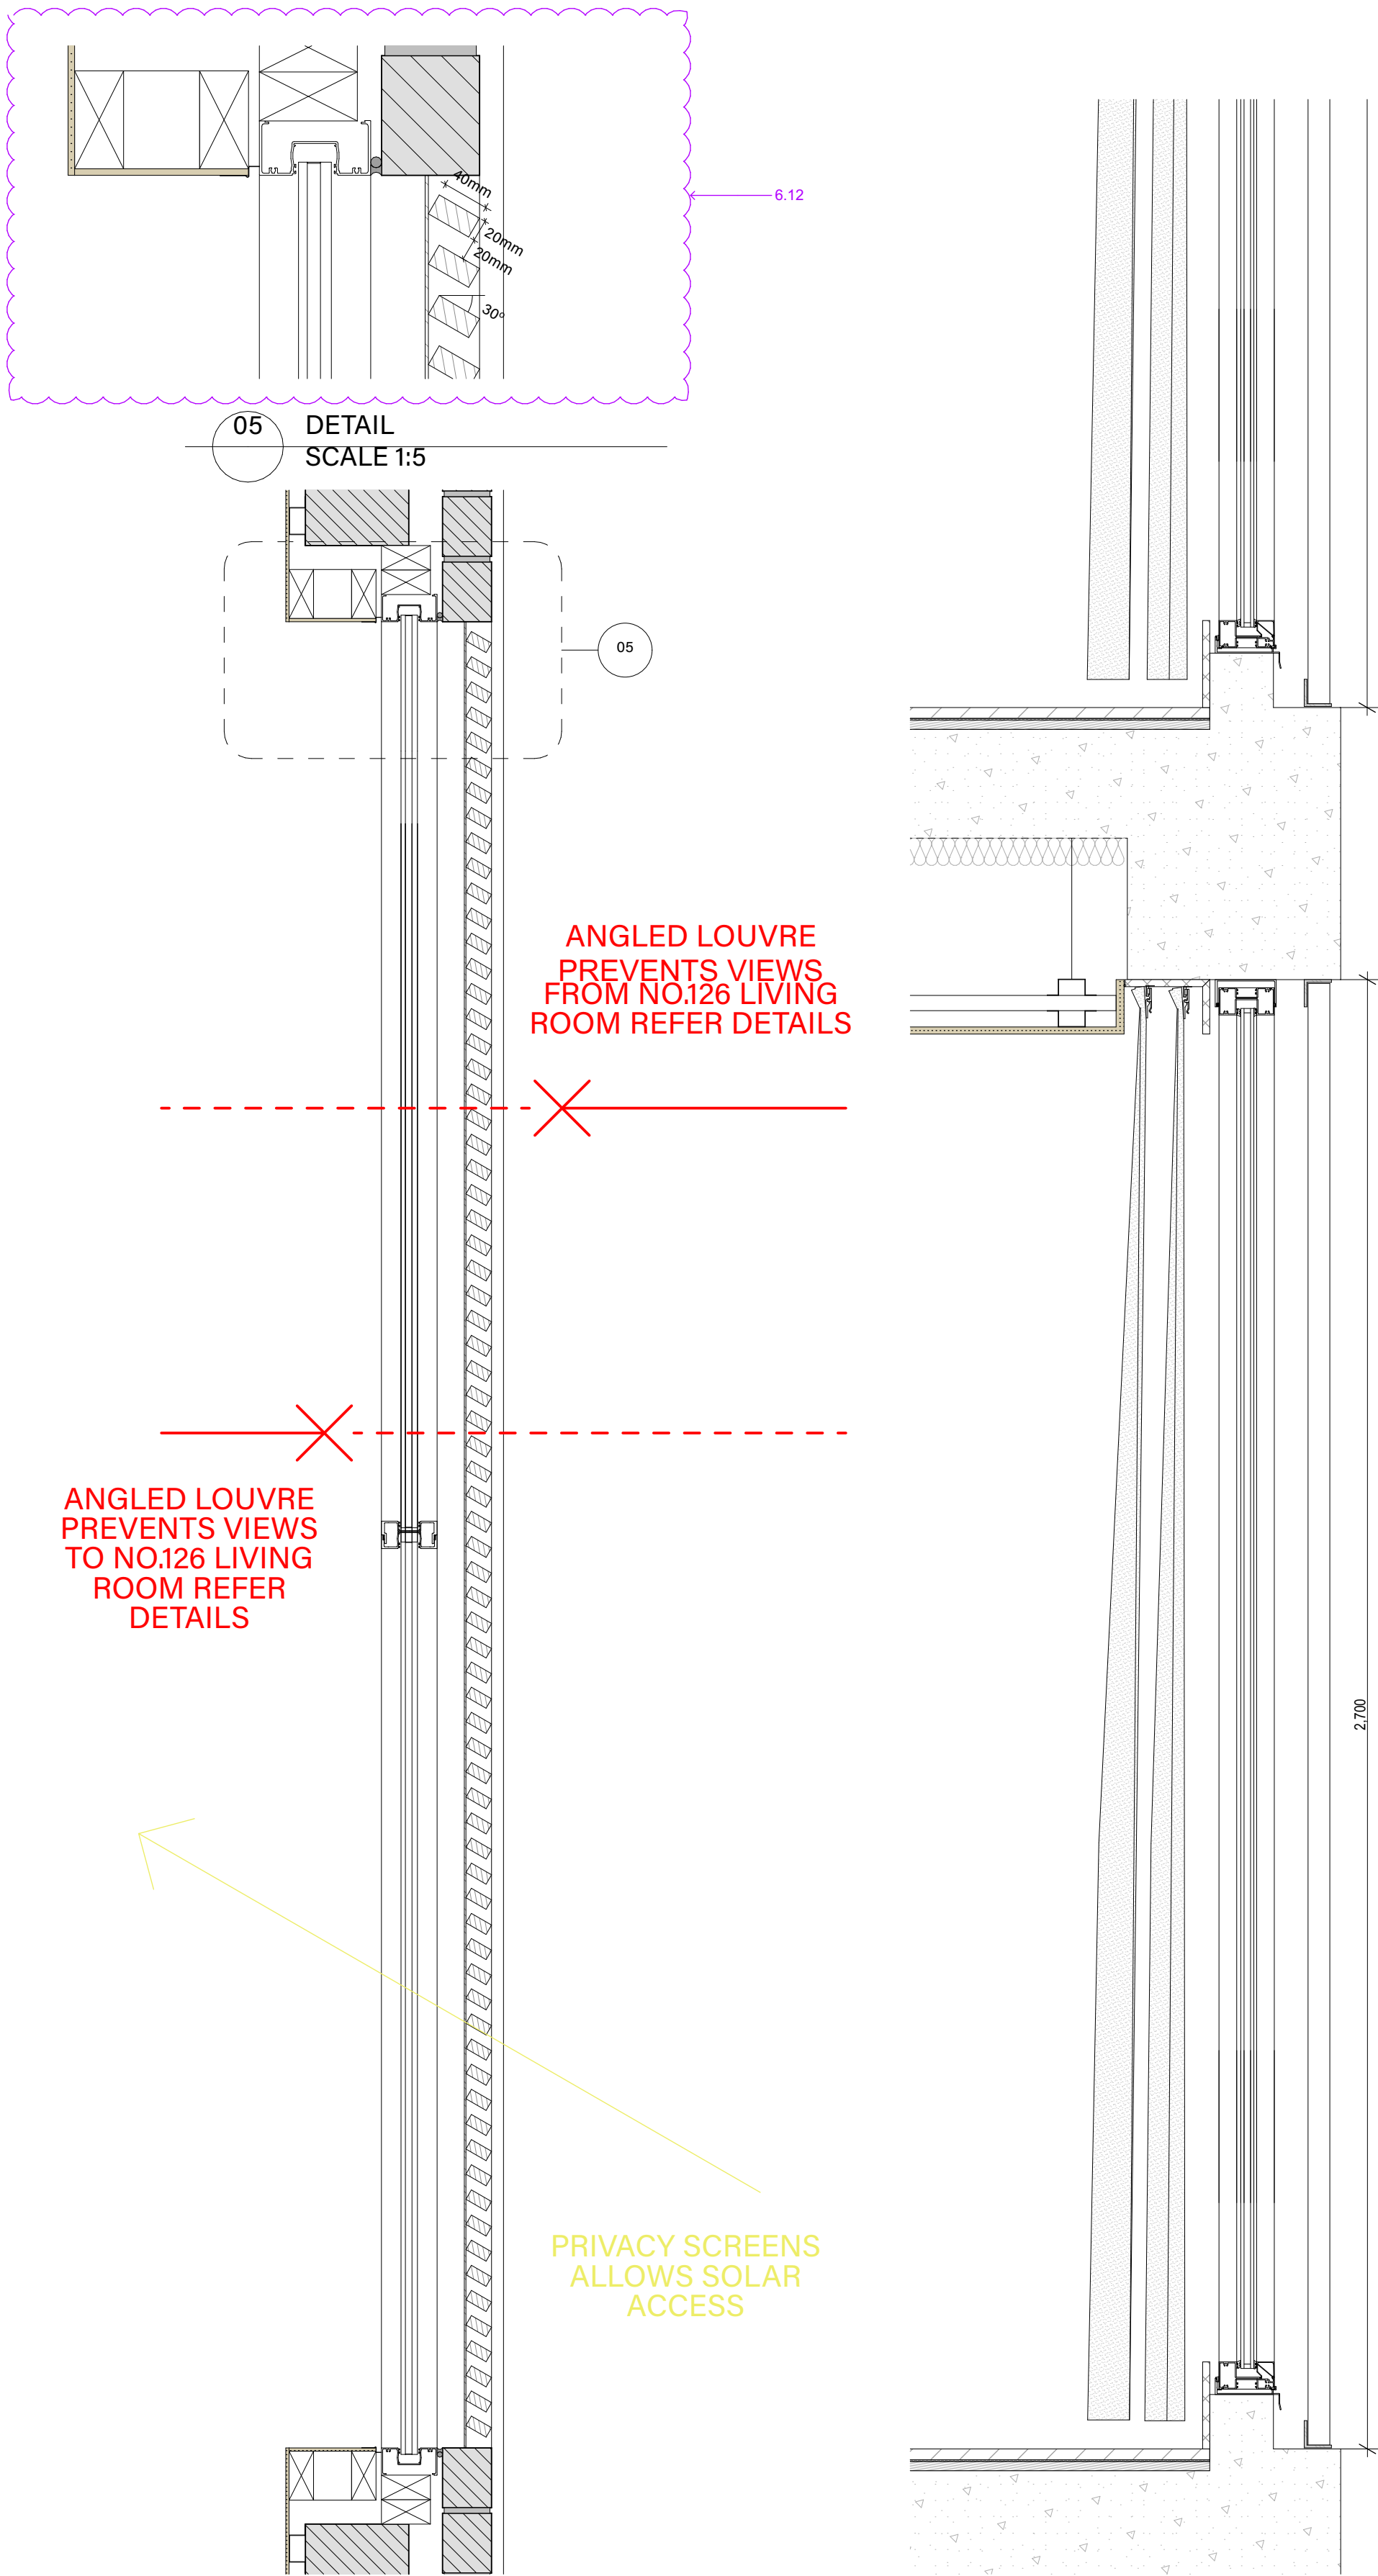 40mm
20mm
20mm
30°
6.12
05
DETAIL
SCALE 1:5
05
ANGLED LOUVRE
PREVENTS VIEWS
FROM NO.126 LIVING
ROOM REFER DETAILS
ANGLED LOUVRE
PREVENTS VIEWS
TO NO.126 LIVING
ROOM REFER
DETAILS
2,700
PRIVACY SCREENS
ALLOWS SOLAR
ACCESS